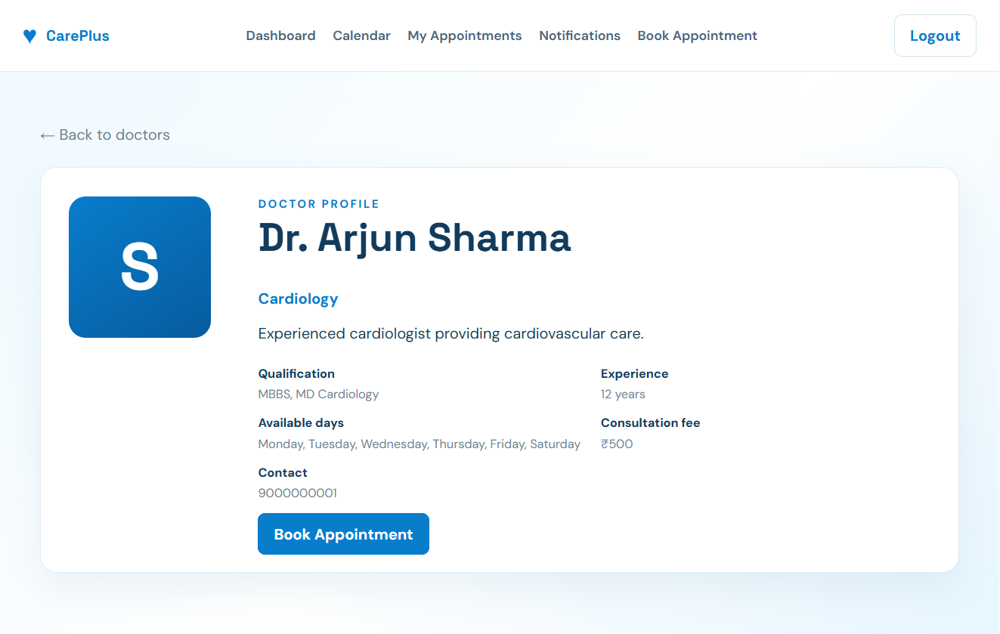 ♥ CarePlus
Dashboard Calendar My Appointments Notifications Book Appointment
Logout
← Back to doctors
S
DOCTOR PROFILE
Dr. Arjun Sharma
Cardiology
Experienced cardiologist providing cardiovascular care.
Qualification
MBBS, MD Cardiology
Experience
12 years
Available days
Monday, Tuesday, Wednesday, Thursday, Friday, Saturday
Consultation fee
₹500
Contact
9000000001
Book Appointment